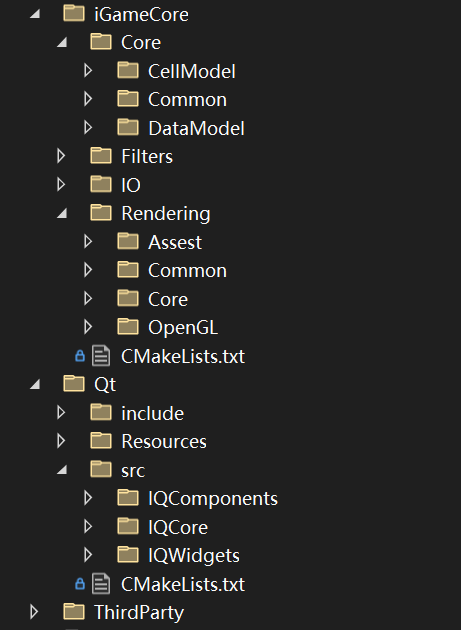 iGameCore
Core
CellModel
Common
DataModel
Filters
IO
Rendering
Assest
Common
Core
OpenGL
CMakeLists.txt
Qt
include
Resources
src
IQComponents
IQCore
IQWidgets
CMakeLists.txt
ThirdParty